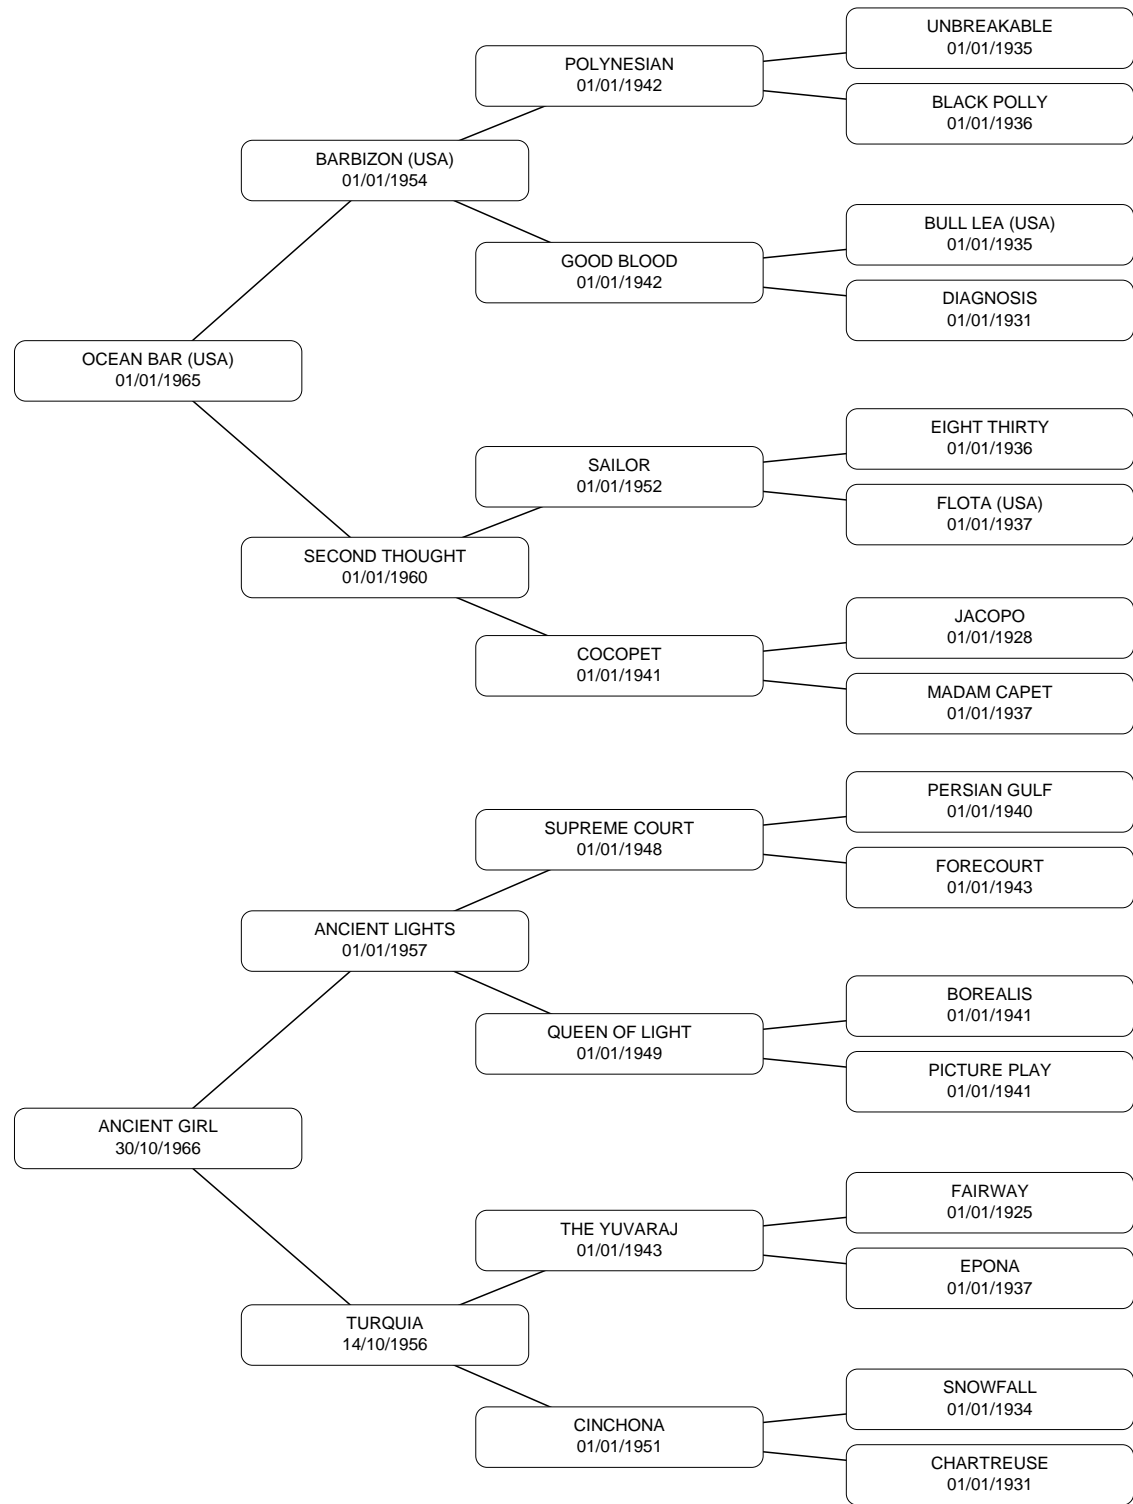 UNBREAKABLE
01/01/1935
POLYNESIAN
01/01/1942
BLACK POLLY
01/01/1936
BARBIZON (USA)
01/01/1954
BULL LEA (USA)
01/01/1935
GOOD BLOOD
01/01/1942
DIAGNOSIS
01/01/1931
OCEAN BAR (USA)
01/01/1965
EIGHT THIRTY
01/01/1936
SAILOR
01/01/1952
FLOTA (USA)
01/01/1937
SECOND THOUGHT
01/01/1960
JACOPO
01/01/1928
COCOPET
01/01/1941
MADAM CAPET
01/01/1937
PERSIAN GULF
01/01/1940
SUPREME COURT
01/01/1948
FORECOURT
01/01/1943
ANCIENT LIGHTS
01/01/1957
BOREALIS
01/01/1941
QUEEN OF LIGHT
01/01/1949
PICTURE PLAY
01/01/1941
ANCIENT GIRL
30/10/1966
FAIRWAY
01/01/1925
THE YUVARAJ
01/01/1943
EPONA
01/01/1937
TURQUIA
14/10/1956
SNOWFALL
01/01/1934
CINCHONA
01/01/1951
CHARTREUSE
01/01/1931